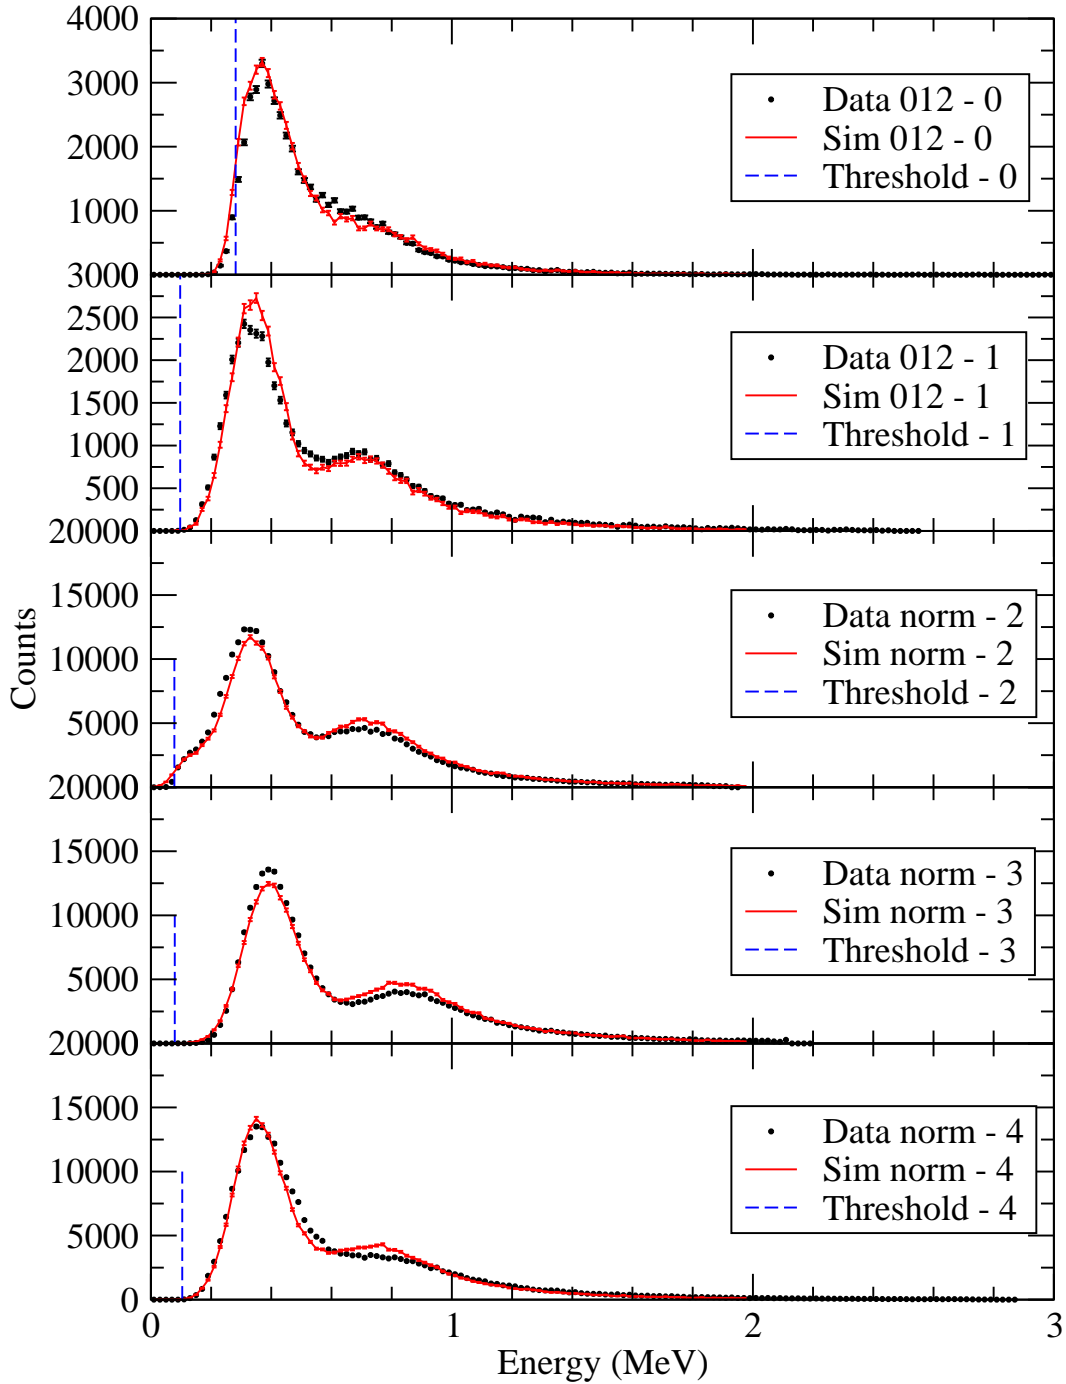 4000
3000
2000
1000
Data 012 - 0
Sim 012 - 0
Threshold - 0
3000
2500
2000
1500
1000
500
Data 012 - 1
Sim 012 - 1
Threshold - 1
20000
15000
10000
5000
Data norm - 2
Sim norm - 2
Threshold - 2
Counts
20000
15000
10000
5000
Data norm - 3
Sim norm - 3
Threshold - 3
20000
15000
10000
5000
0
Data norm - 4
Sim norm - 4
Threshold - 4
0 1 2 3
Energy (MeV)